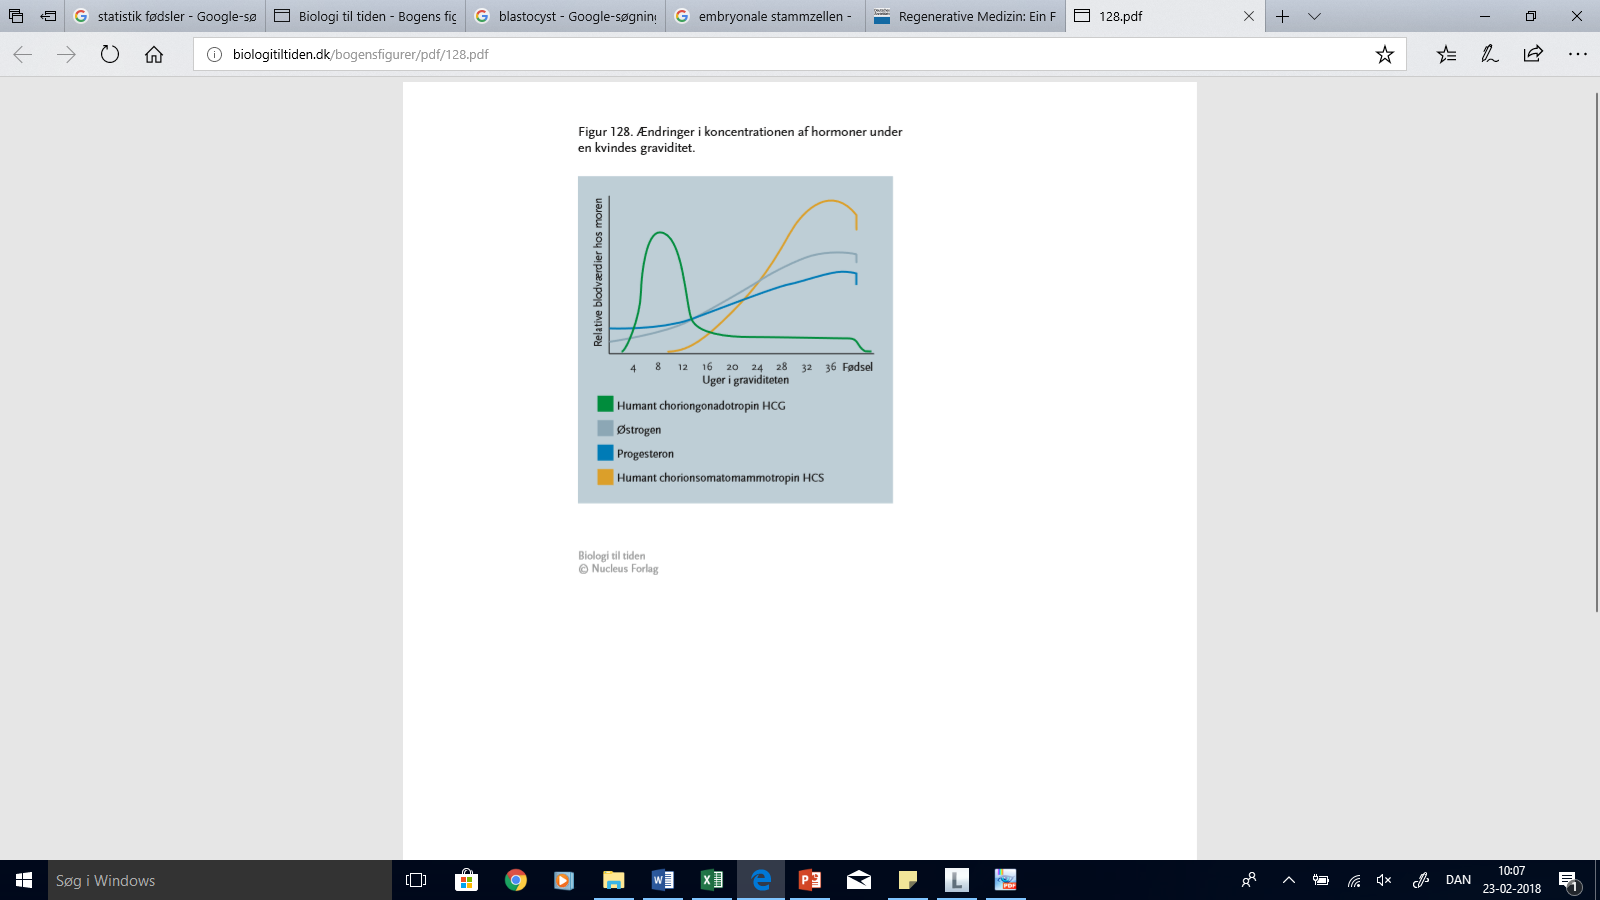 statistik fødsler - Google-sø
Biologi til tiden - Bogens fig
blastocyst - Google-søgning
embryonale stammzellen -
Regenerative Medizin: Ein F
128.pdf
biologitiltiden.dk/bogensfigurer/pdf/128.pdf
Figur 128. Ændringer i koncentrationen af hormoner under
en kvindes graviditet.
Relative blodværdier hos moren
4 8 12 16 20 24 28 32 36 Fødsel
Uger i graviditeten
Humant choriongonadotropin HCG
Østrogen
Progesteron
Humant chorionsomatomammotropin HCS
Biologi til tiden
© Nucleus Forlag
Søg i Windows
DAN
10:07
23-02-2018
1